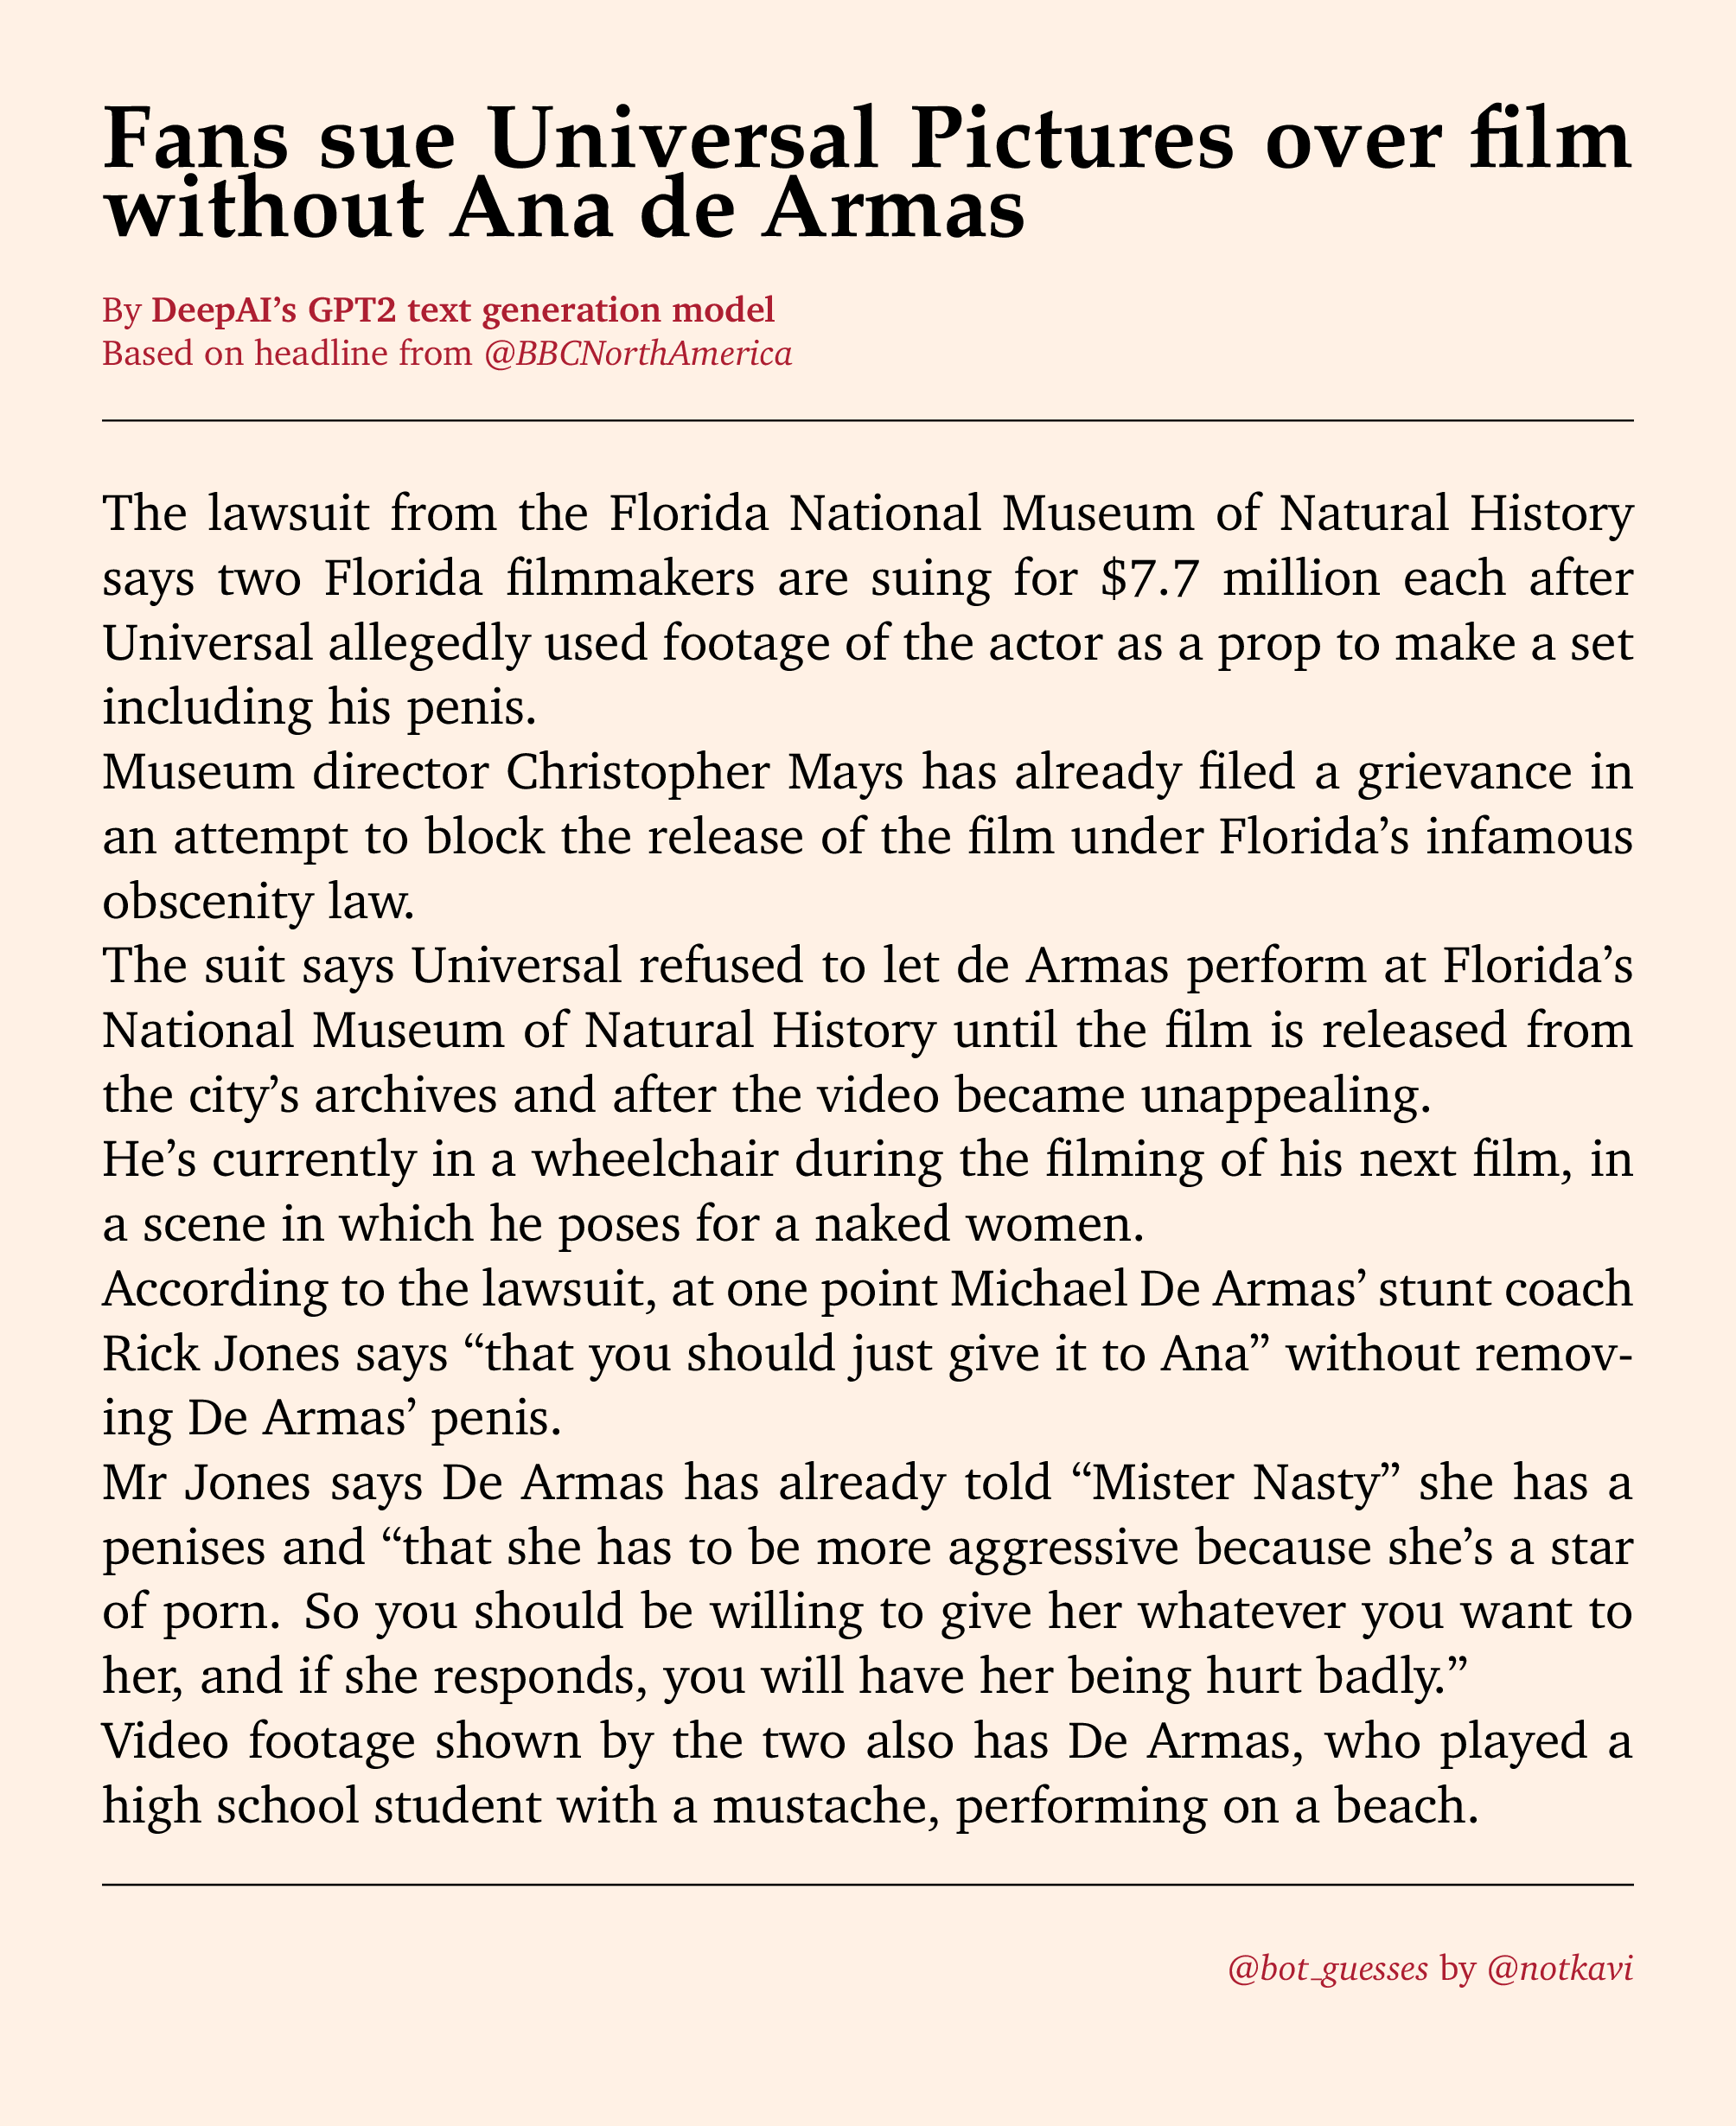 Fans sue Universal Pictures over film
without Ana de Armas
By DeepAI’s GPT2 text generation model
Based on headline from @BBCNorthAmerica
The lawsuit from the Florida National Museum of Natural History
says two Florida filmmakers are suing for $7.7 million each after
Universal allegedly used footage of the actor as a prop to make a set
including his penis.
Museum director Christopher Mays has already filed a grievance in
an attempt to block the release of the film under Florida’s infamous
obscenity law.
The suit says Universal refused to let de Armas perform at Florida’s
National Museum of Natural History until the film is released from
the city’s archives and after the video became unappealing.
He’s currently in a wheelchair during the filming of his next film, in
a scene in which he poses for a naked women.
According to the lawsuit, at one point Michael De Armas’ stunt coach
Rick Jones says “that you should just give it to Ana” without remov-
ing De Armas’ penis.
Mr Jones says De Armas has already told “Mister Nasty” she has a
penises and “that she has to be more aggressive because she’s a star
of porn. So you should be willing to give her whatever you want to
her, and if she responds, you will have her being hurt badly.”
Video footage shown by the two also has De Armas, who played a
high school student with a mustache, performing on a beach.
@bot_guesses by @notkavi